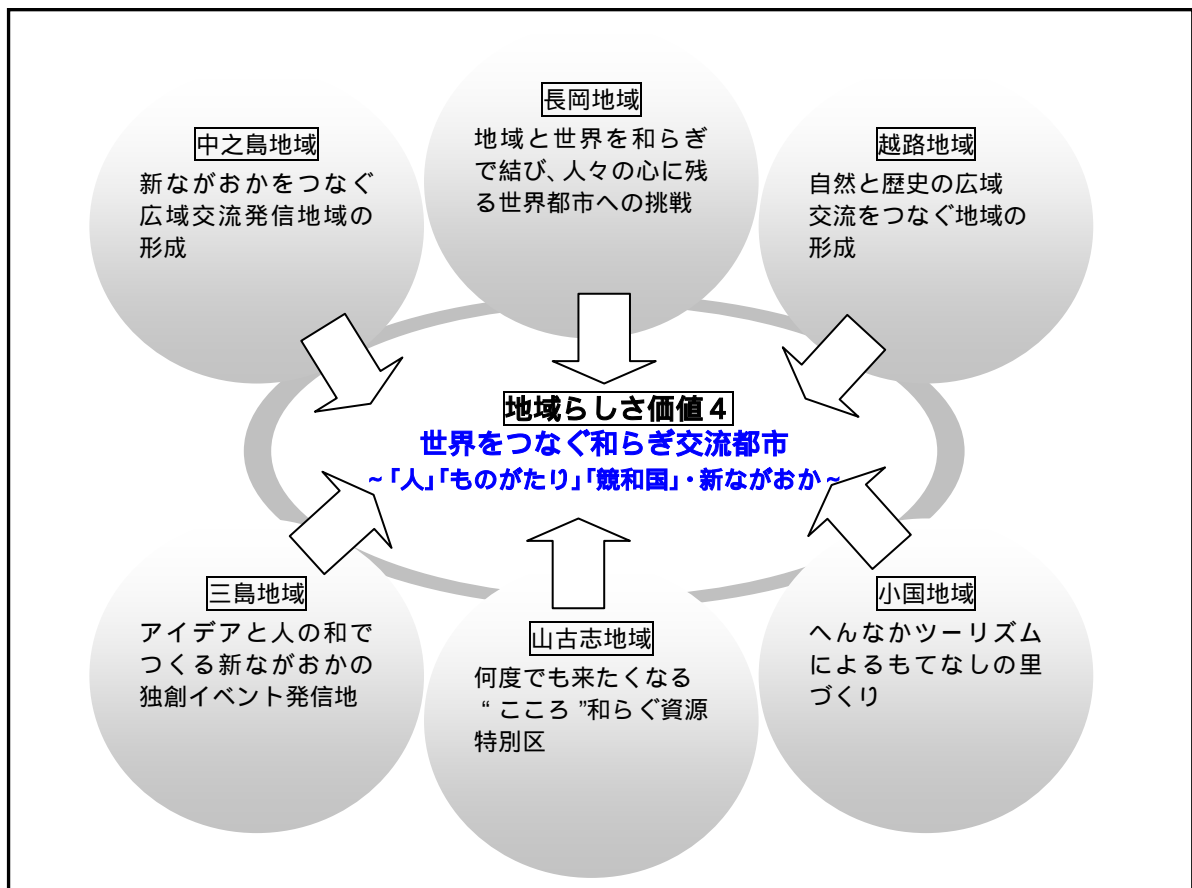 長岡地域
地域と世界を和らぎ
で結び、人々の心に残
る世界都市への挑戦
中之島地域
新ながおかをつなぐ
広域交流発信地域の
形成
越路地域
自然と歴史の広域
交流をつなぐ地域の
形成
地域らしさ価値4
世界をつなぐ和らぎ交流都市
~「人」「ものがたり」「競和国」・新ながおか~
三島地域
アイデアと人の和で
つくる新ながおかの
独創イベント発信地
山古志地域
何度でも来たくなる
“こころ”和らぐ資源
特別区
小国地域
へんなかツーリズム
によるもてなしの里
づくり